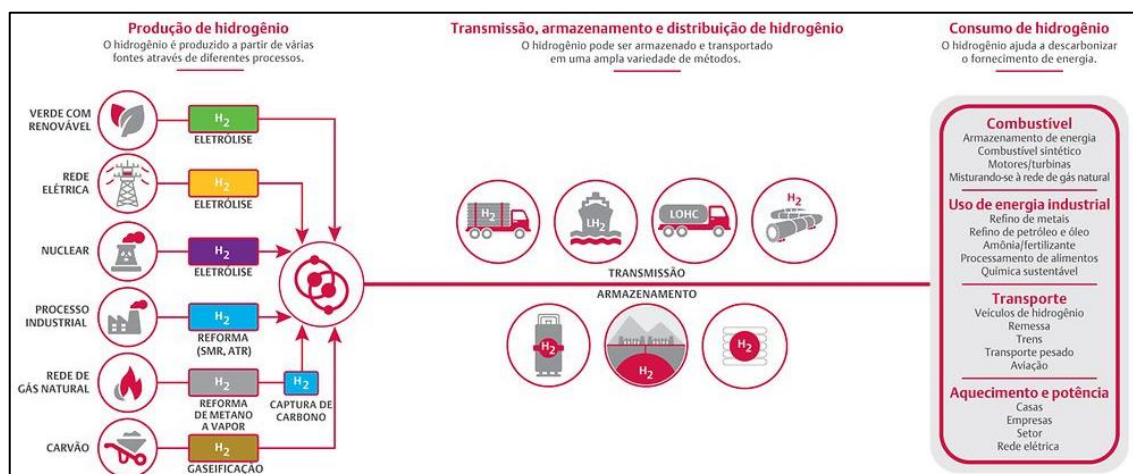 Produção de hidrogênio
O hidrogênio é produzido a partir de várias
fontes através de diferentes processos.
VERDE COM
RENOVÁVEL
H2
ELETRÓLISE
REDE
ELÉTRICA
H2
ELETRÓLISE
NUCLEAR
H2
ELETRÓLISE
PROCESSO
INDUSTRIAL
H2
REFORMA
(SMR, ATR)
REDE DE
GÁS NATURAL
H2
REFORMA
DE METANO
A VAPOR
H2
CAPTURA DE
CARBONO
CARVÃO
H2
GASEIFICAÇÃO
Transmissão, armazenamento e distribuição de hidrogênio
O hidrogênio pode ser armazenado e transportado
em uma ampla variedade de métodos.
H2
LH2
LOHC
H2
TRANSMISSÃO
ARMAZENAMENTO
H2
H2
H2
Consumo de hidrogênio
O hidrogênio ajuda a descarbonizar
o fornecimento de energia.
Combustível
Armazenamento de energia
Combustível sintético
Motores/turbinas
Misturando-se à rede de gás natural
Uso de energia industrial
Refino de metais
Refino de petróleo e óleo
Amônia/fertilizante
Processamento de alimentos
Química sustentável
Transporte
Veículos de hidrogênio
Remessa
Trens
Transporte pesado
Aviação
Aquecimento e potência
Casas
Empresas
Setor
Rede elétrica